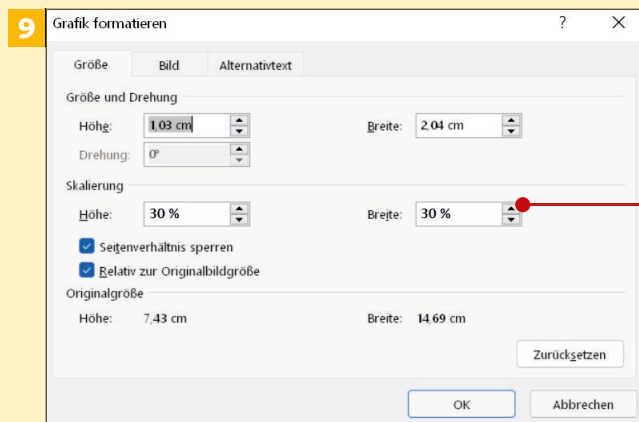 9
Grafik formatieren ? ×
Größe Bild Alternativtext
Größe und Drehung
Höhe: 1,03 cm Breite: 2,04 cm
Drehung: 0°
Skalierung
Höhe: 30 % Breite: 30 %
Seitenverhältnis sperren
Relativ zur Originalbildgröße
Originalgröße
Höhe: 7,43 cm Breite: 14,69 cm
Zurücksetzen
OK Abbrechen